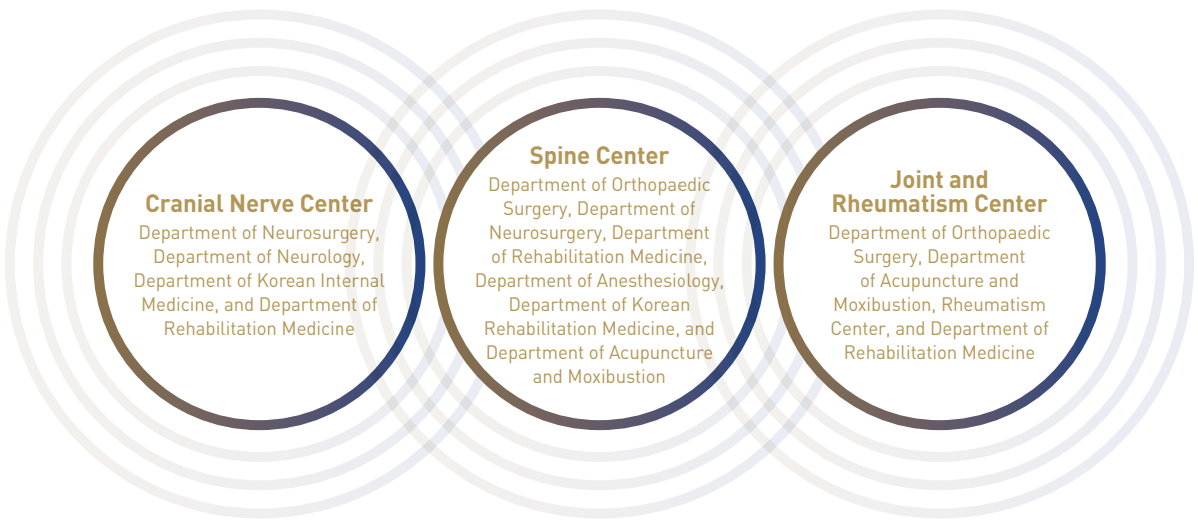 Cranial Nerve Center
Department of Neurosurgery,
Department of Neurology,
Department of Korean Internal
Medicine, and Department of
Rehabilitation Medicine
Spine Center
Department of Orthopaedic
Surgery, Department of
Neurosurgery, Department
of Rehabilitation Medicine,
Department of Anesthesiology,
Department of Korean
Rehabilitation Medicine, and
Department of Acupuncture
and Moxibustion
Joint and
Rheumatism Center
Department of Orthopaedic
Surgery, Department
of Acupuncture and
Moxibustion, Rheumatism
Center, and Department of
Rehabilitation Medicine